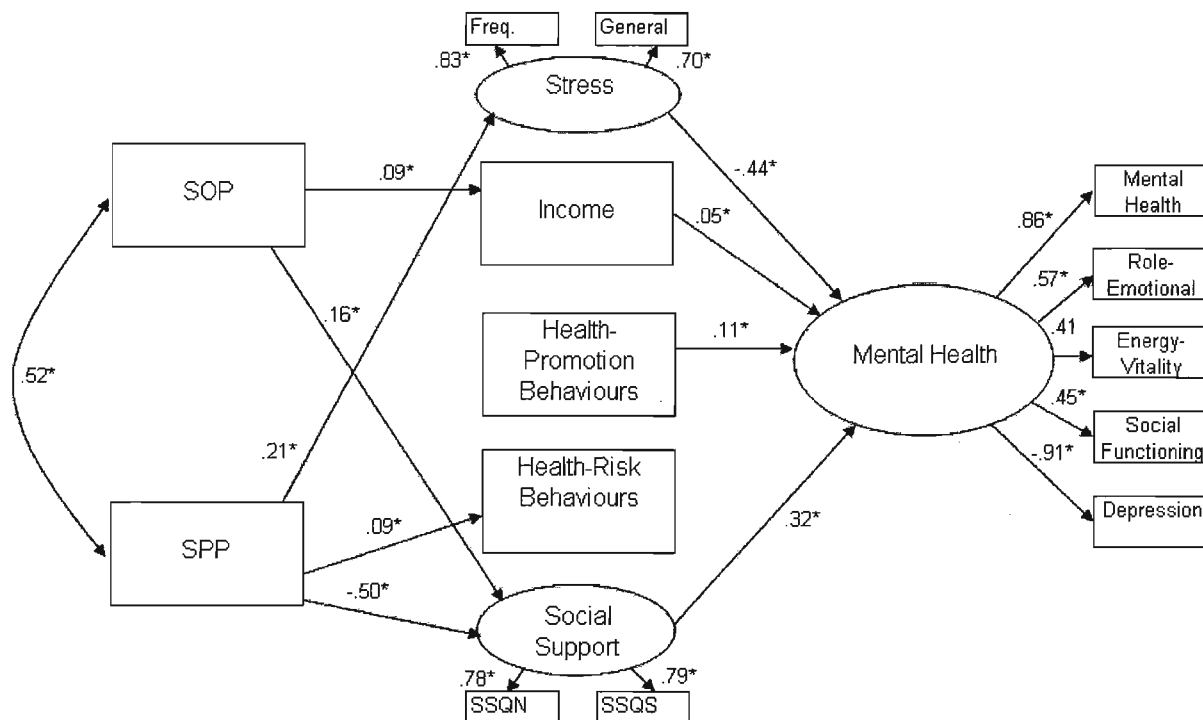 Freq.
General
.83*
.70*
Stress
SOP
.09*
Income
-.44*
.05*
Mental
Health
.86*
Role-
Emotional
.57*
.16*
Health-
Promotion
Behaviours
.11*
Mental Health
.41
Energy-
Vitality
.52*
.45*
Social
Functioning
.21*
Health-Risk
Behaviours
-.91*
SPP
.09*
.32*
Depression
-.50*
Social
Support
.78*
.79*
SSQN
SSQS